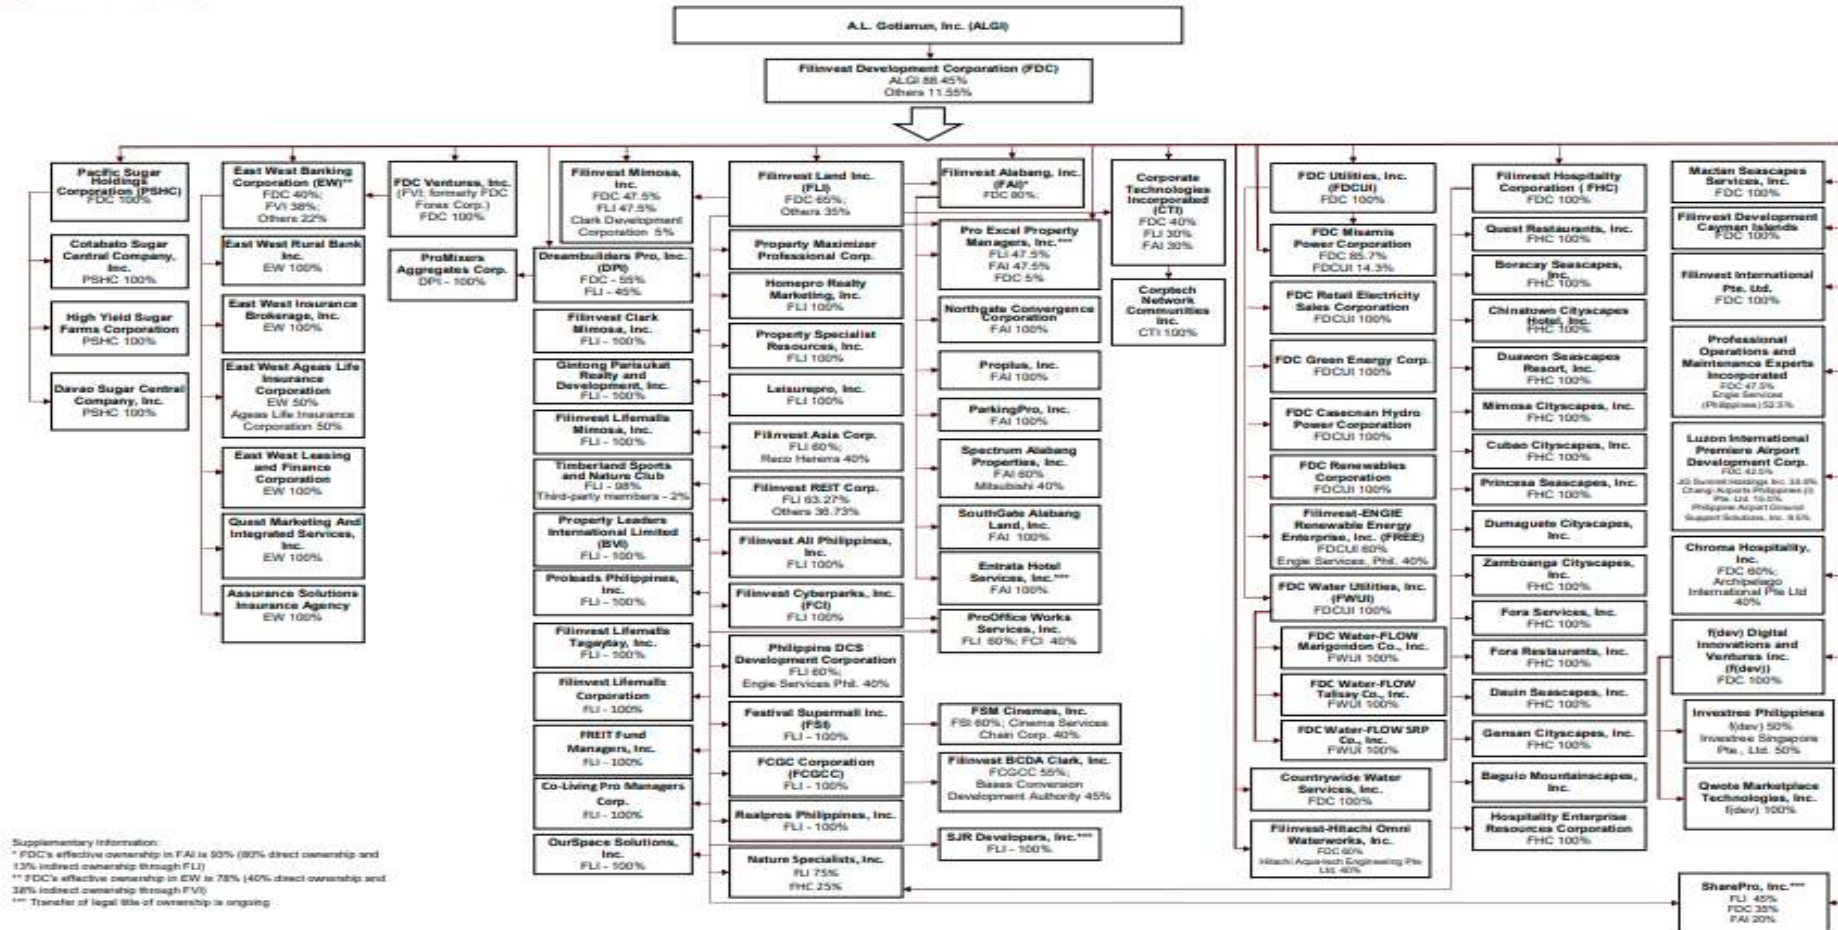 A.L. Gotianun, Inc. (ALGI)
Filinvest Development Corporation (FDC)
ALGI 88.45%
Others 11.55%
Pacific Sugar
Holdings
Corporation (PSHC)
FDC 100%
Cotabato Sugar
Central Company,
Inc.
PSHC 100%
High Yield Sugar
Farms Corporation
PSHC 100%
Davao Sugar Central
Company, Inc.
PSHC 100%
East West Banking
Corporation (EW)**
FDC 40%;
FVI 38%;
Others 22%
East West Rural Bank
Inc.
EW 100%
East West Insurance
Brokerage, Inc.
EW 100%
East West Ageas Life
Insurance
Corporation
EW 50%
Ageas Life Insurance
Corporation 50%
East West Leasing
and Finance
Corporation
EW 100%
Quest Marketing And
Integrated Services,
Inc.
EW 100%
Assurance Solutions
Insurance Agency
EW 100%
FDC Ventures, Inc.
(FVI; formerly FDC
Forex Corp.)
FDC 100%
ProMixers
Aggregates Corp.
DPI - 100%
Filinvest Mimosa,
Inc.
FDC 47.5%
FLI 47.5%
Clark Development
Corporation 5%
Dreambuilders Pro, Inc.
(DPI)
FDC - 55%
FLI - 45%
Filinvest Clark
Mimosa, Inc.
FLI - 100%
Gintong Parisukat
Realty and
Development, Inc.
FLI - 100%
Filinvest Lifemalls
Mimosa, Inc.
FLI - 100%
Timberland Sports
and Nature Club
FLI - 98%
Third-party members - 2%
Property Leaders
International Limited
(BVI)
FLI - 100%
Proleads Philippines,
Inc.
FLI - 100%
Filinvest Lifemalls
Tagaytay, Inc.
FLI - 100%
Filinvest Lifemalls
Corporation
FLI - 100%
FREIT Fund
Managers, Inc.
FLI - 100%
Co-Living Pro Managers
Corp.
FLI - 100%
OurSpace Solutions,
Inc.
FLI - 100%
Filinvest Land Inc.
(FLI)
FDC 65%;
Others 35%
Property Maximizer
Professional Corp.
Homepro Realty
Marketing, Inc.
FLI 100%
Property Specialist
Resources, Inc.
FLI 100%
Leisurepro, Inc.
FLI 100%
Filinvest Asia Corp.
FLI 60%;
Reco Herrera 40%
Filinvest REIT Corp.
FLI 63.27%
Others 36.73%
Filinvest All Philippines,
Inc.
FLI 100%
Filinvest Cyberparks, Inc.
(FCI)
FLI 100%
Philippine DCS
Development Corporation
FLI 60%;
Engie Services Phil. 40%
Festival Supermall Inc.
(FSI)
FLI - 100%
FCGC Corporation
(FCGCC)
FLI - 100%
Realpros Philippines, Inc.
FLI - 100%
Nature Specialists, Inc.
FLI 75%
FHC 25%
Filinvest Alabang, Inc.
(FAI)*
FDC 80%;
Pro Excel Property
Managers, Inc.***
FLI 47.5%
FAI 47.5%
FDC 5%
Northgate Convergence
Corporation
FAI 100%
Proplus, Inc.
FAI 100%
ParkingPro, Inc.
FAI 100%
Spectrum Alabang
Properties, Inc.
FAI 60%
Mitsubishi 40%
SouthGate Alabang
Land, Inc.
FAI 100%
Entrata Hotel
Services, Inc.***
FAI 100%
ProOffice Works
Services, Inc.
FLI 60%; FCI 40%
FSM Cinemas, Inc.
FSI 60%; Cinema Services
Chain Corp. 40%
Filinvest BCDA Clark, Inc.
FCGCC 55%;
Bases Conversion
Development Authority 45%
SJR Developers, Inc.***
FLI - 100%
Corporate
Technologies
Incorporated
(CTI)
FDC 40%
FLI 30%
FAI 30%
Corptech
Network
Communities
Inc.
CTI 100%
FDC Utilities, Inc.
(FDCUI)
FDC 100%
FDC Misamis
Power Corporation
FDC 85.7%
FDCUI 14.3%
FDC Retail Electricity
Sales Corporation
FDCUI 100%
FDC Green Energy Corp.
FDCUI 100%
FDC Casecnan Hydro
Power Corporation
FDCUI 100%
FDC Renewables
Corporation
FDCUI 100%
Filinvest-ENGIE
Renewable Energy
Enterprise, Inc. (FREE)
FDCUI 60%
Engie Services, Phil. 40%
FDC Water Utilities, Inc.
(FWUI)
FDCUI 100%
FDC Water-FLOW
Marigondon Co., Inc.
FWUI 100%
FDC Water-FLOW
Talisay Co., Inc.
FWUI 100%
FDC Water-FLOW SRP
Co., Inc.
FWUI 100%
Countrywide Water
Services, Inc.
FDC 100%
Filinvest-Hitachi Omni
Waterworks, Inc.
FDC 60%
Hitachi Aqua-tech Engineering Pte
Ltd. 40%
Filinvest Hospitality
Corporation ( FHC)
FDC 100%
Quest Restaurants, Inc.
FHC 100%
Boracay Seascapes,
Inc.
FHC 100%
Chinatown Cityscapes
Hotel, Inc.
FHC 100%
Duawon Seascapes
Resort, Inc.
FHC 100%
Mimosa Cityscapes, Inc.
FHC 100%
Cubao Cityscapes, Inc.
FHC 100%
Princesa Seascapes, Inc.
FHC 100%
Dumaguete Cityscapes,
Inc.
Zamboanga Cityscapes,
Inc.
FHC 100%
Fora Services, Inc.
FHC 100%
Fora Restaurants, Inc.
FHC 100%
Dauin Seascapes, Inc.
FHC 100%
Gensan Cityscapes, Inc.
FHC 100%
Baguio Mountainscapes,
Inc.
Hospitality Enterprise
Resources Corporation
FHC 100%
Mactan Seascapes
Services, Inc.
FDC 100%
Filinvest Development
Cayman Islands
FDC 100%
Filinvest International
Pte. Ltd.
FDC 100%
Professional
Operations and
Maintenance Experts
Incorporated
FDC 47.5%
Engie Services
(Philippines) 52.5%
Luzon International
Premiere Airport
Development Corp.
FDC 42.5%
JG Summit Holdings Inc.
Changi Airports Philippines (I)
Pte. Ltd.
Philippine Airport Ground
Support Solutions, Inc.
Chroma Hospitality,
Inc.
FDC 60%;
Archipelago
International Pte Ltd
40%
f(dev) Digital
Innovations and
Ventures Inc.
(f(dev))
FDC 100%
Investree Philippines
f(dev) 50%
Investree Singapore
Pte., Ltd. 50%
Qwote Marketplace
Technologies, Inc.
f(dev) 100%
SharePro, Inc.***
FLI 45%
FDC 35%
FAI 20%
Supplementary information:
* FDC's effective ownership in FAI is 93% (80% direct ownership and
13% indirect ownership through FLI)
** FDC's effective ownership in EW is 78% (40% direct ownership and
38% indirect ownership through FVI)
*** Transfer of legal title of ownership is ongoing